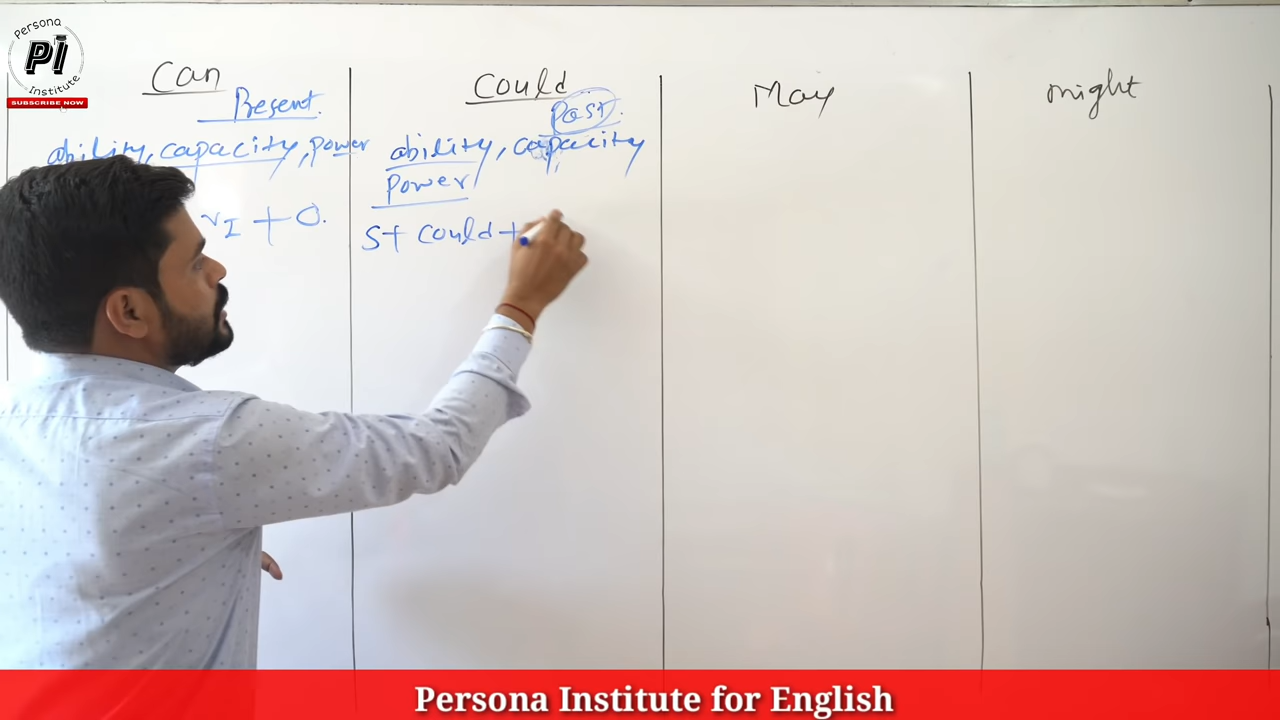 Persona
Pi
Institute
SUBSCRIBE NOW
Can
Present.
ability, capacity, power
V1 + O.
Could
Past.
ability, capacity
Power
S+ Could +
May
might
Persona Institute for English